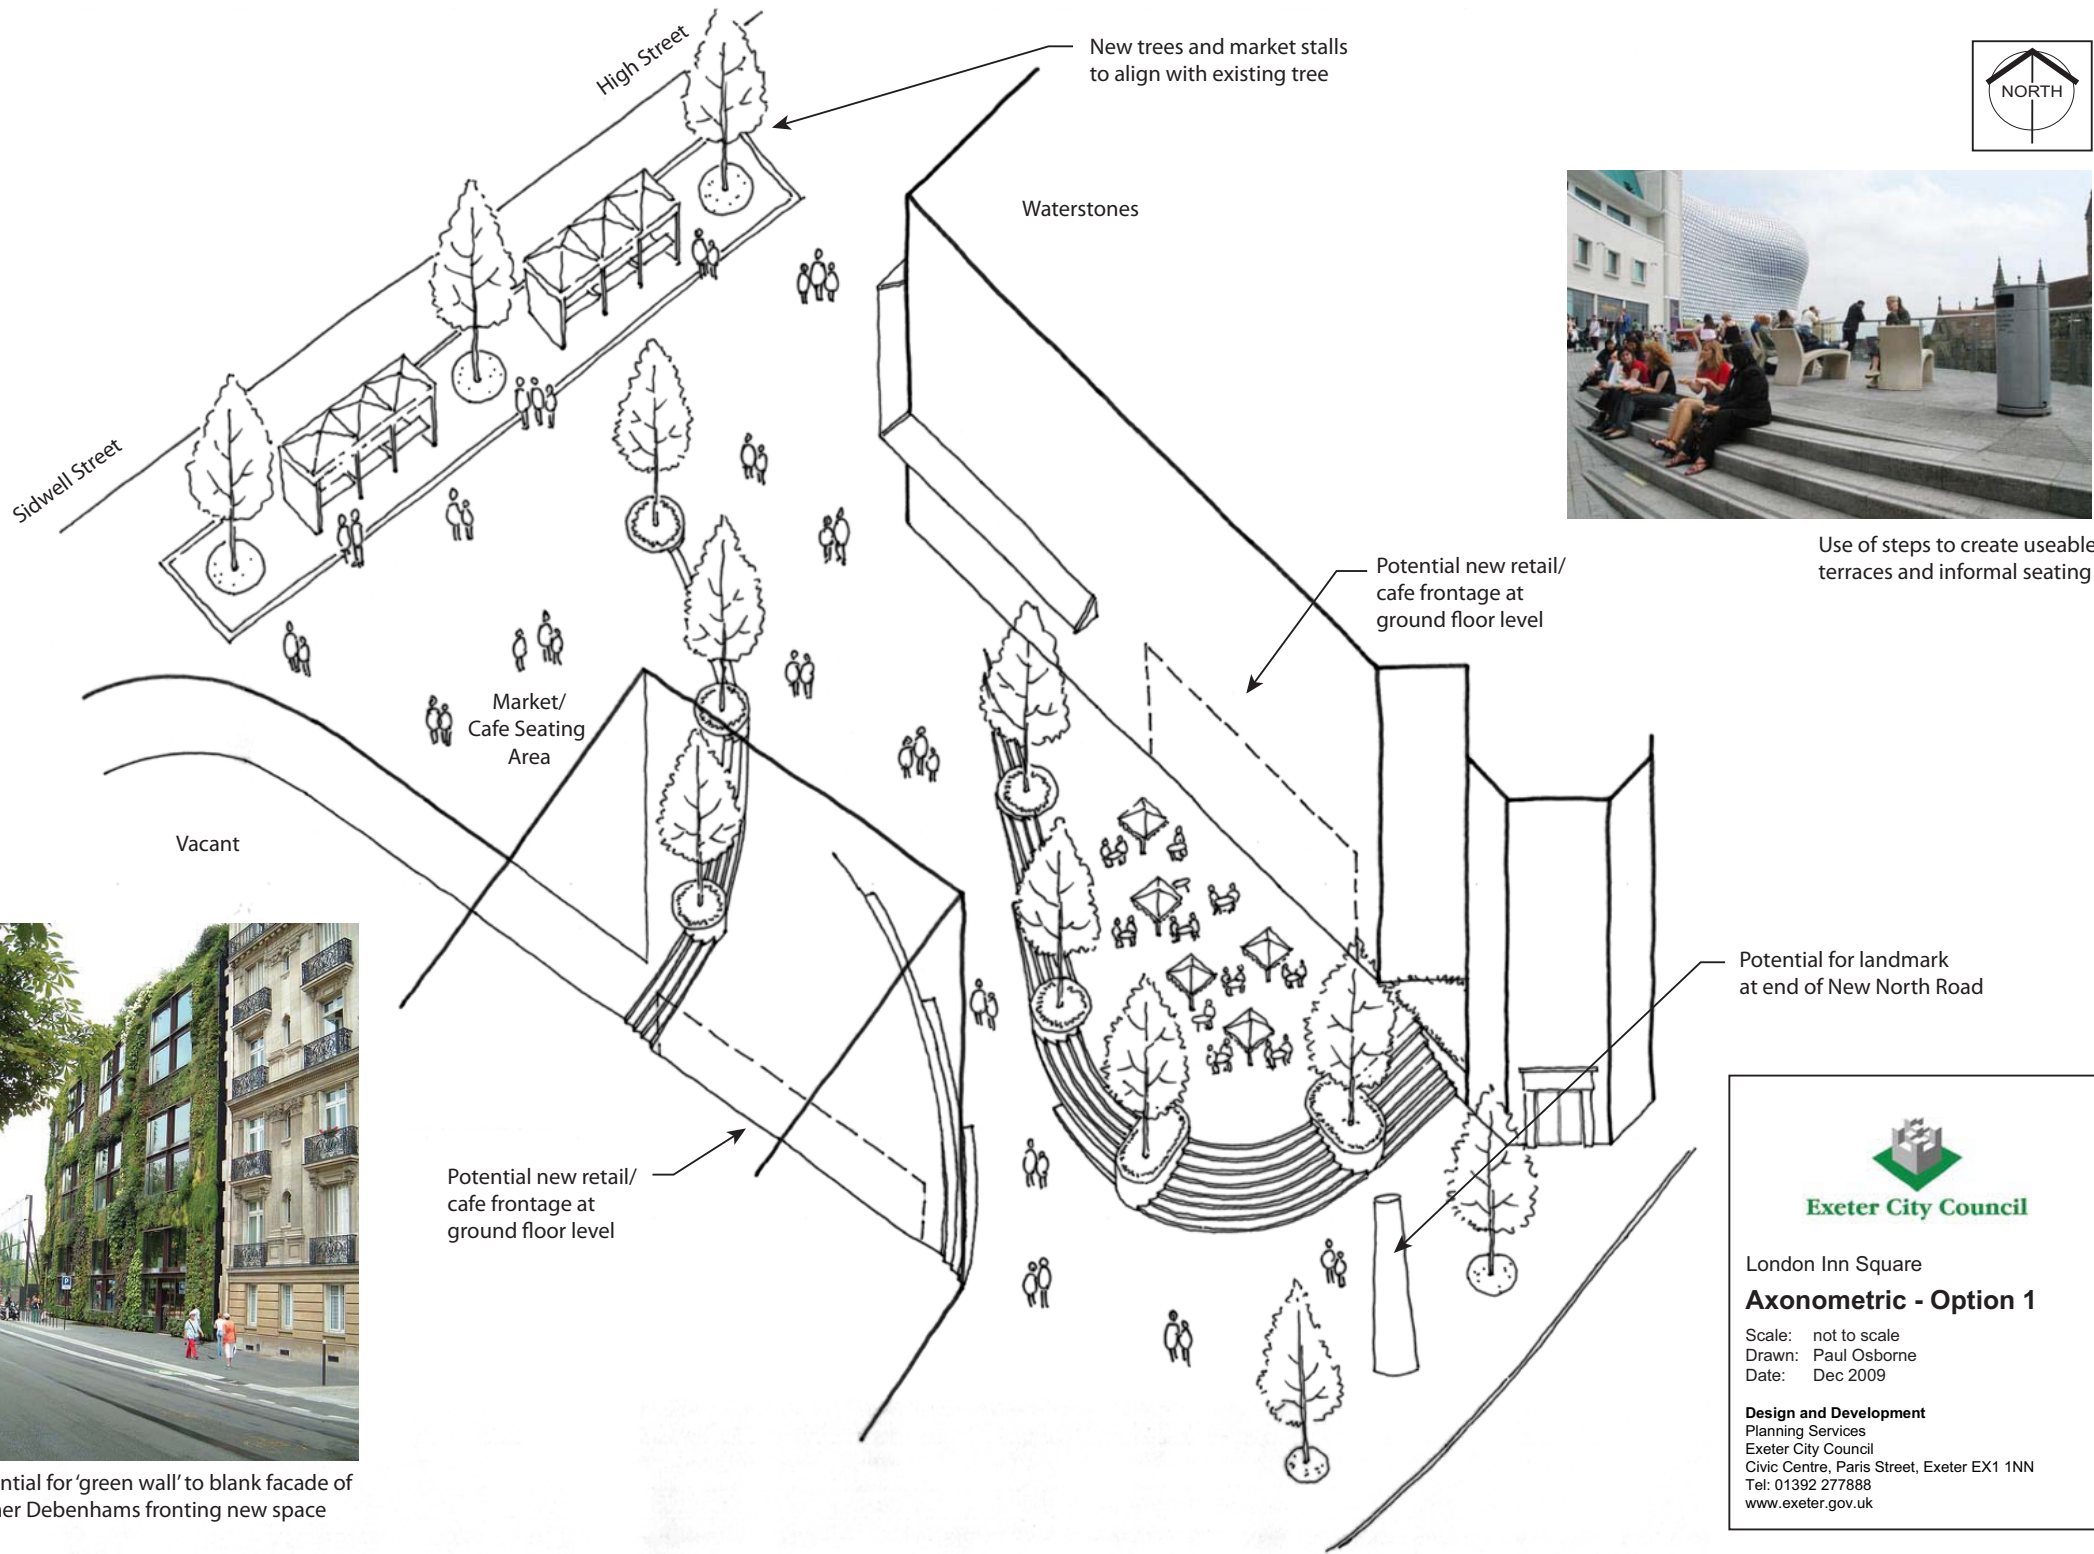 High Street
New trees and market stalls
to align with existing tree
NORTH
Waterstones
Sidwell Street
Use of steps to create useable
terraces and informal seating
Potential new retail/
cafe frontage at
ground floor level
Market/
Cafe Seating
Area
Vacant
Potential for landmark
at end of New North Road
Potential new retail/
cafe frontage at
ground floor level
P
ntial for ‘green wall’ to blank facade of
er Debenhams fronting new space
Exeter City Council
London Inn Square
Axonometric - Option 1
Scale: not to scale
Drawn: Paul Osborne
Date: Dec 2009
Design and Development
Planning Services
Exeter City Council
Civic Centre, Paris Street, Exeter EX1 1NN
Tel: 01392 277888
www.exeter.gov.uk